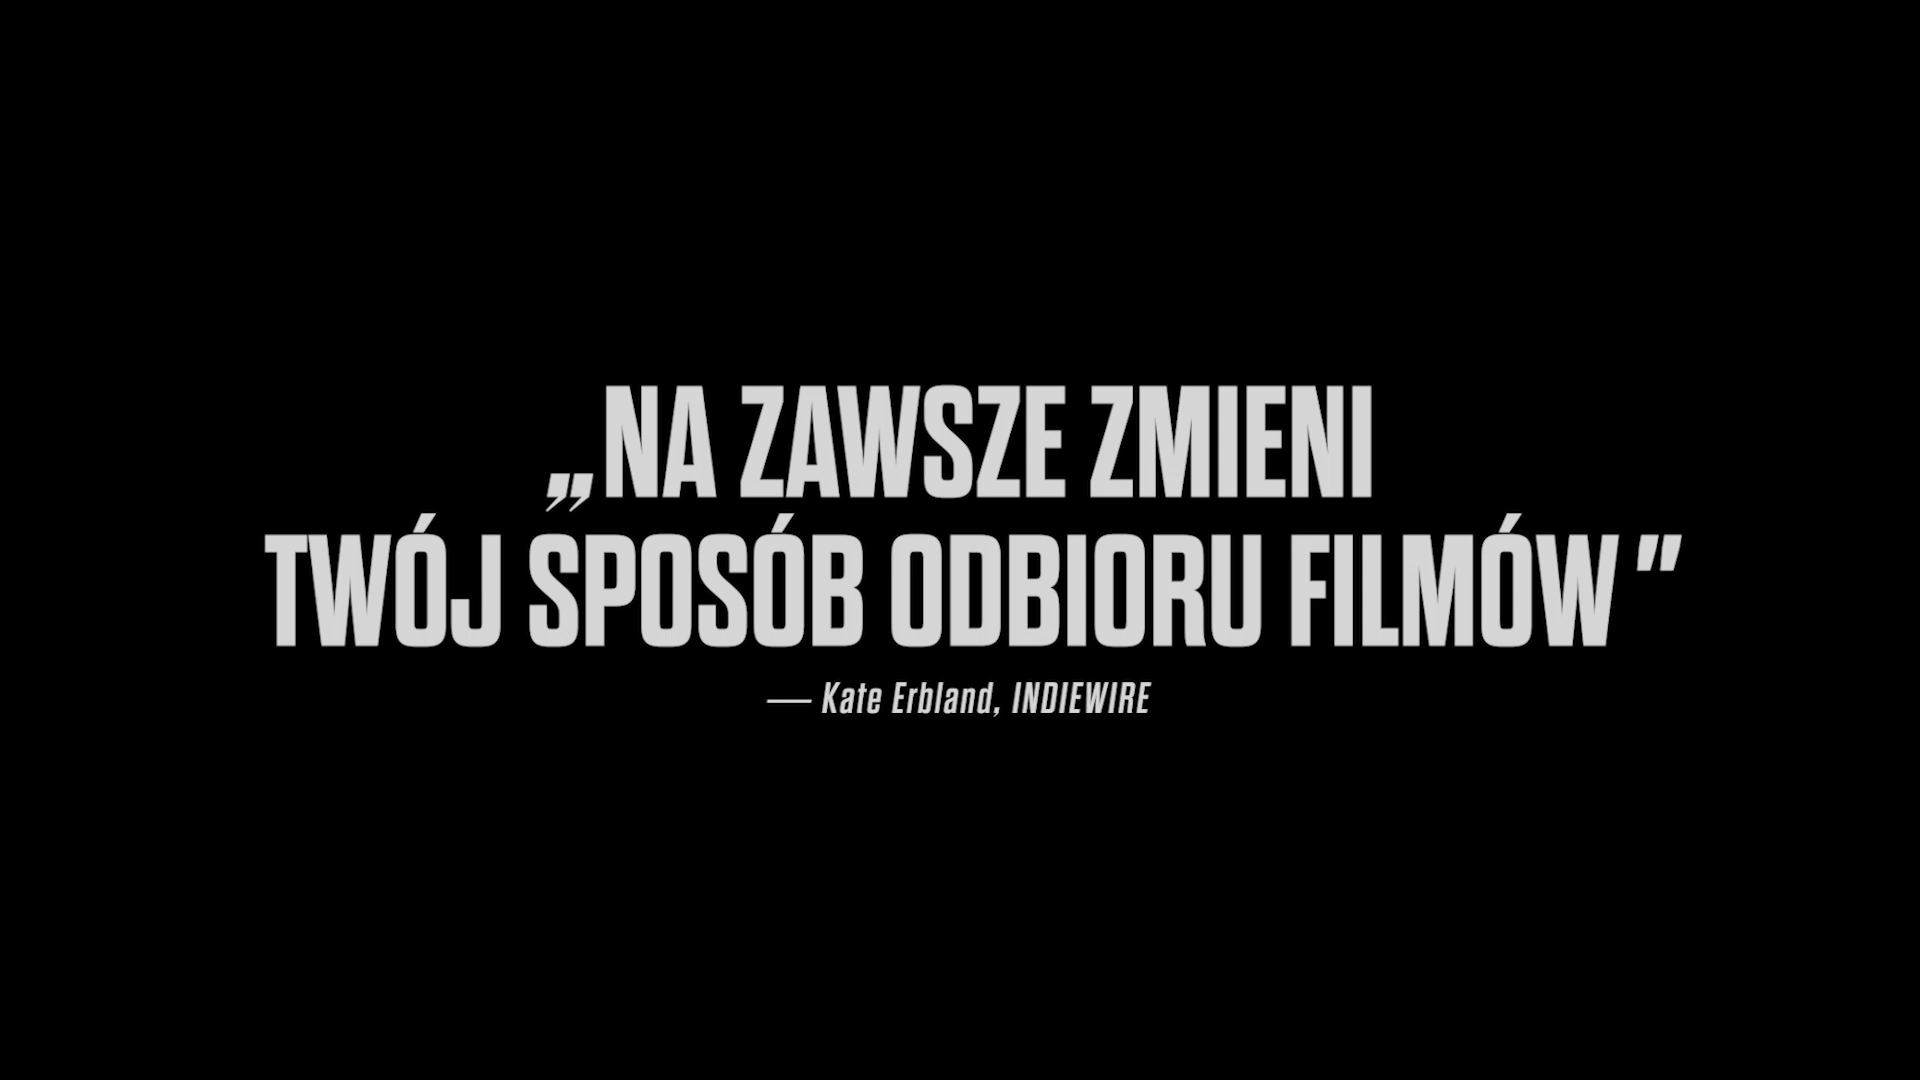 „NA ZAWSZE ZMIENI
TWÓJ SPOSÓB ODBIORU FILMÓW"
— Kate Erbland, INDIEWIRE